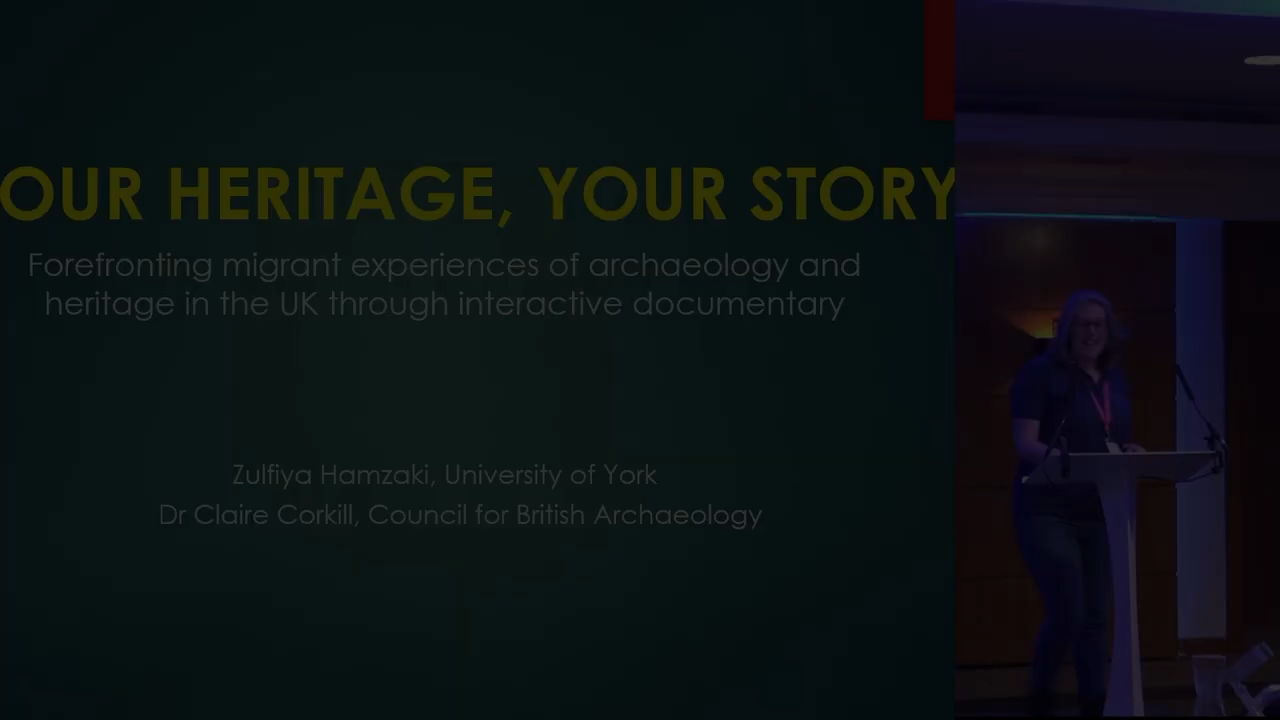 OUR HERITAGE, YOUR STORY
Forefronting migrant experiences of archaeology and
heritage in the UK through interactive documentary
Zulfiya Hamzaki, University of York
Dr Claire Corkill, Council for British Archaeology